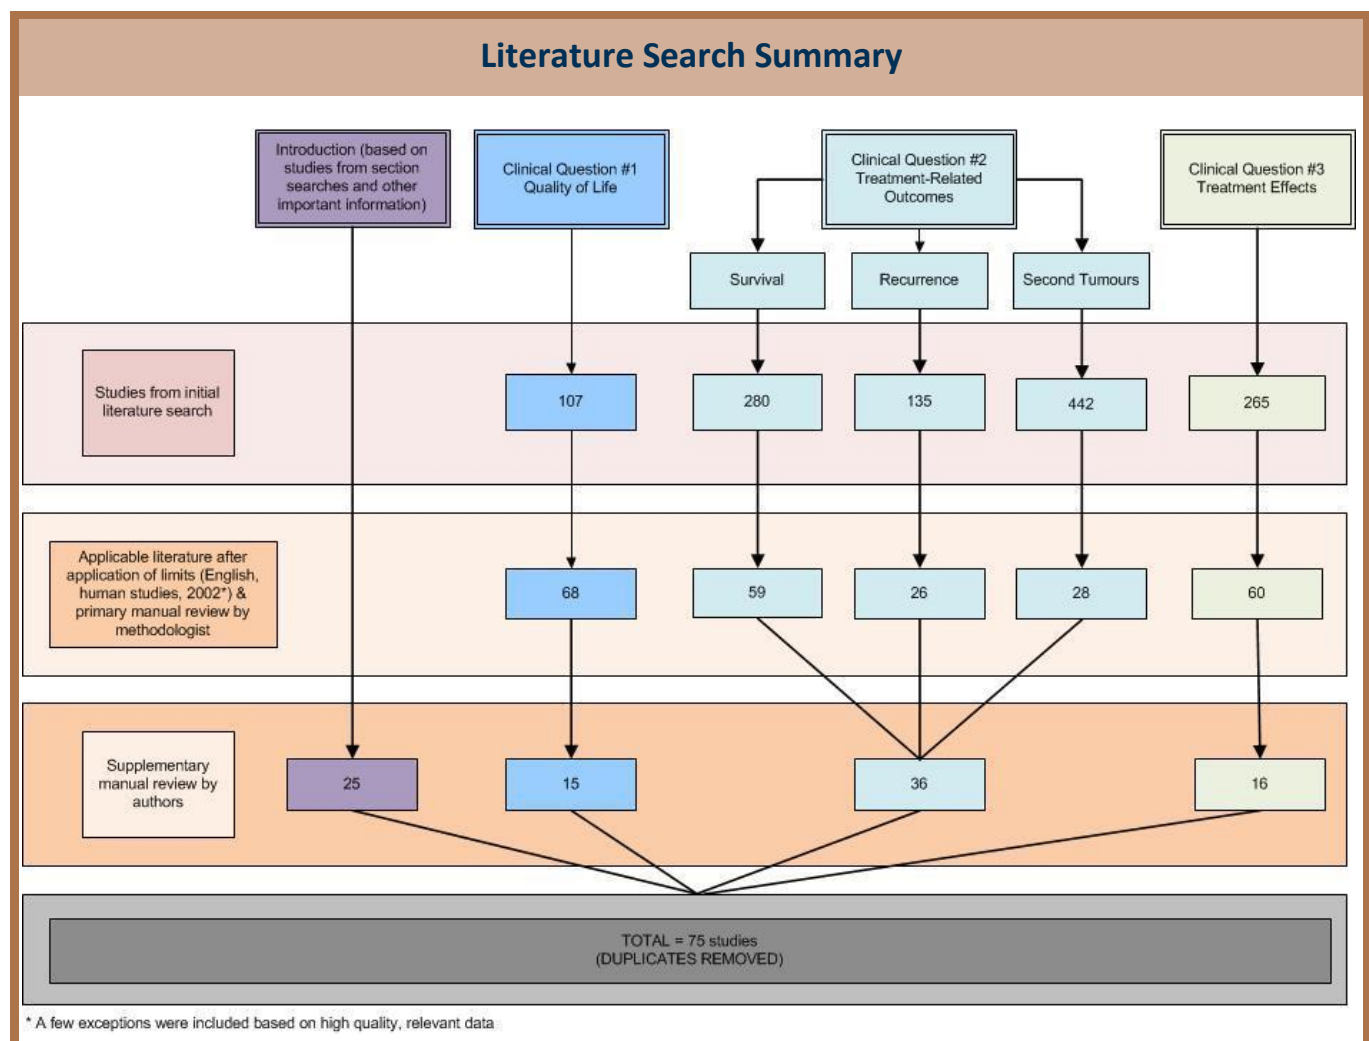 Literature Search Summary
Introduction (based on
studies from section
searches and other
important information)
Clinical Question #1
Quality of Life
Clinical Question #2
Treatment-Related
Outcomes
Clinical Question #3
Treatment Effects
Survival
Recurrence
Second Tumours
Studies from initial
literature search
107
280
135
442
265
Applicable literature after
application of limits (English,
human studies, 2002*) &
primary manual review by
methodologist
68
59
26
28
60
Supplementary
manual review by
authors
25
15
36
16
TOTAL = 75 studies
(DUPLICATES REMOVED)
* A few exceptions were included based on high quality, relevant data